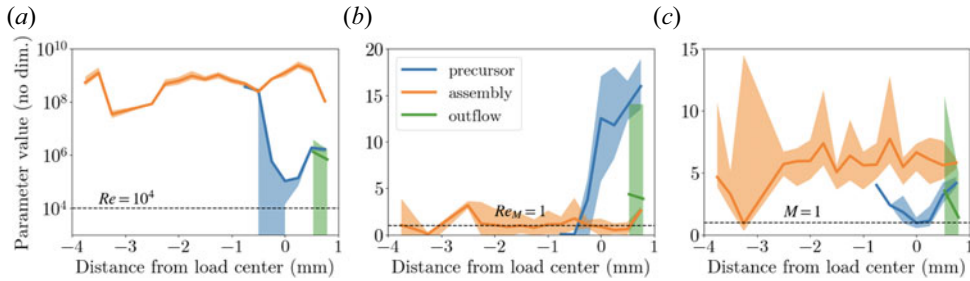 (a) (b) (c)
Parameter value (no dim.)
10^10
10^8
10^6
10^4
Re = 10^4
−4 −3 −2 −1 0 1
Distance from load center (mm)
20
15
10
5
0
precursor
assembly
outflow
Re_M = 1
−4 −3 −2 −1 0 1
Distance from load center (mm)
15
10
5
0
M = 1
−4 −3 −2 −1 0 1
Distance from load center (mm)